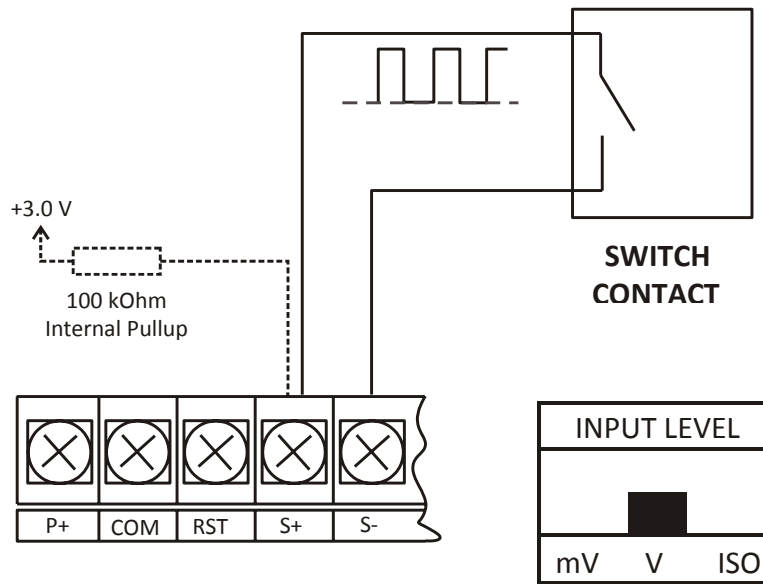 +3.0 V
100 kOhm
Internal Pullup
SWITCH
CONTACT
P+ COM RST S+ S-
INPUT LEVEL
mV V ISO